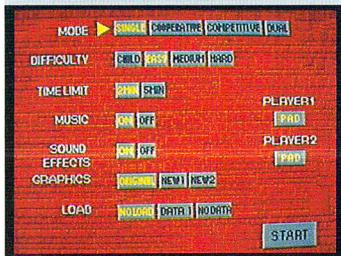 MODE SINGLE COOPERATIVE COMPETITIVE DUAL
DIFFICULTY CHILD EASY MEDIUM HARD
TIME LIMIT 2MIN 5MIN
PLAYER1
MUSIC ON OFF PAD
PLAYER2
SOUND ON OFF PAD
EFFECTS
GRAPHICS ORIGINAL NEW1 NEW2
LOAD NO LOAD DATA 1 NO DATA
START